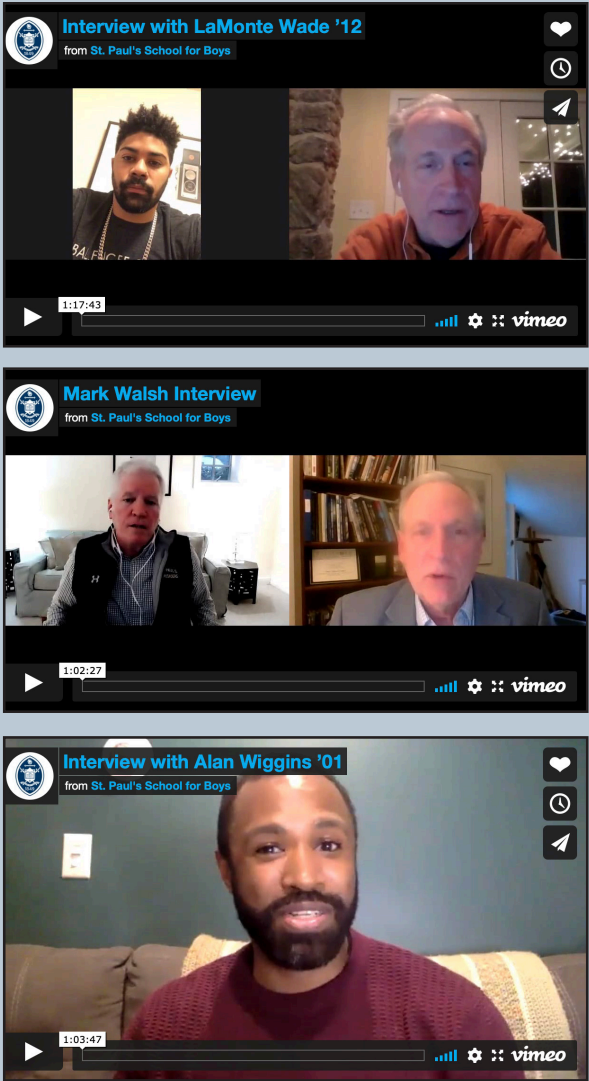 Interview with LaMonte Wade ’12
from St. Paul's School for Boys
1:17:43
vimeo
Mark Walsh Interview
from St. Paul's School for Boys
1:02:27
vimeo
Interview with Alan Wiggins ’01
from St. Paul's School for Boys
1:03:47
vimeo